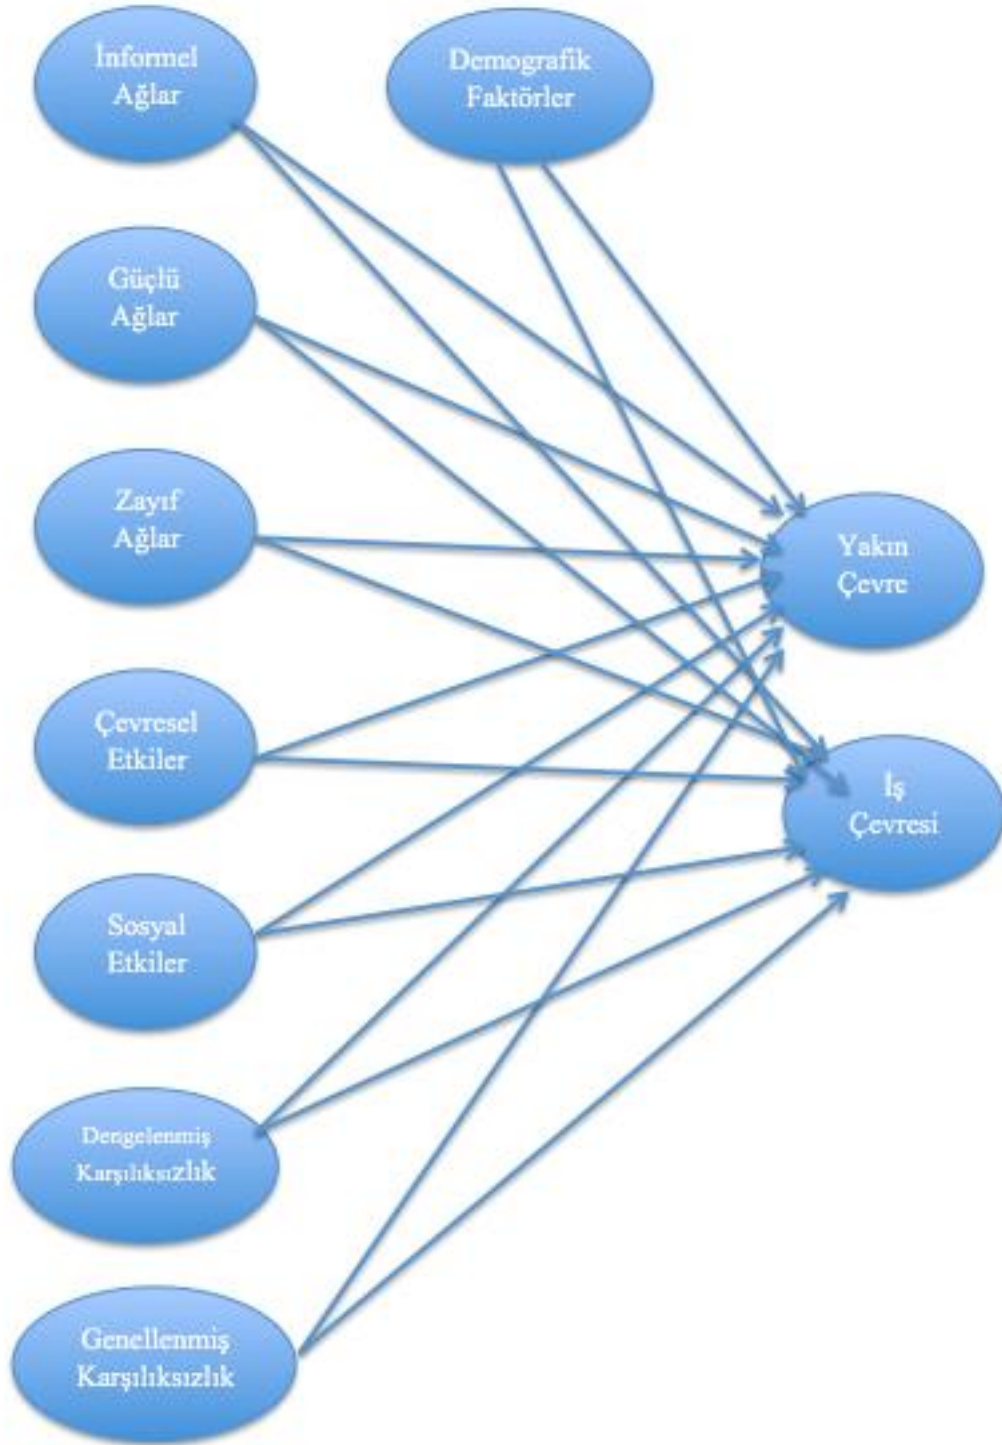 İnformel
Ağlar
Demografik
Faktörler
Güçlü
Ağlar
Zayıf
Ağlar
Yakın
Çevre
Çevresel
Etkiler
İş
Çevresi
Sosyal
Etkiler
Dengelenmiş
Karşılıksızlık
Genellenmiş
Karşılıksızlık